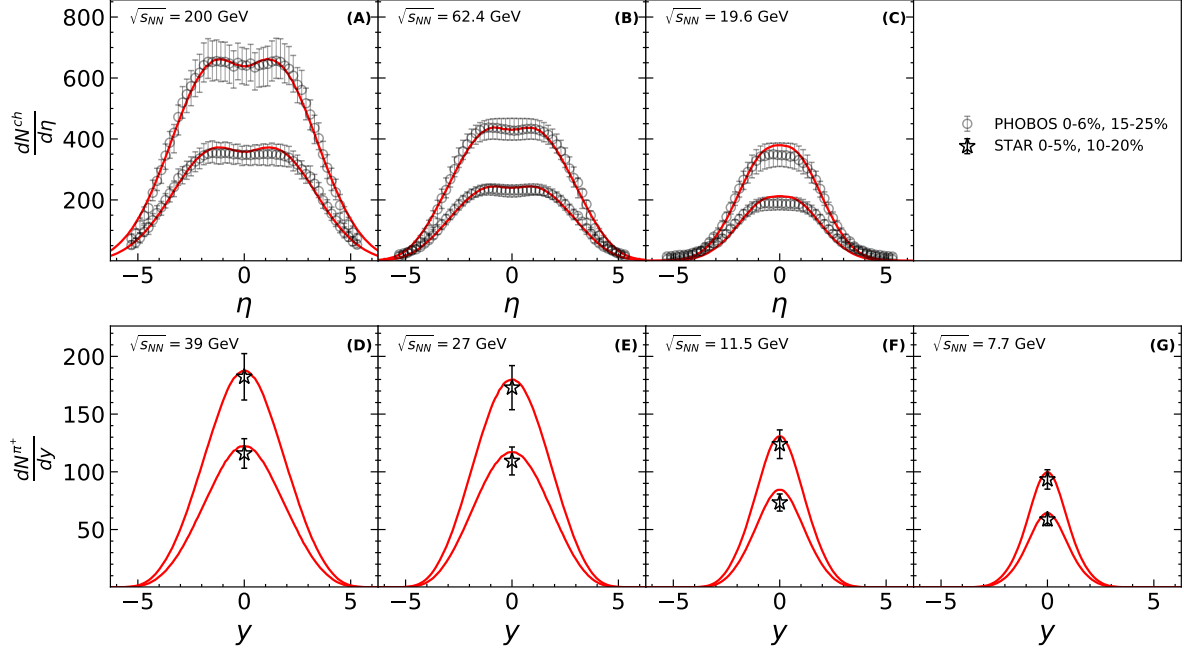 √s_NN = 200 GeV (A)
√s_NN = 62.4 GeV (B)
√s_NN = 19.6 GeV (C)
800
600
400
200
dN^ch
dη
PHOBOS 0-6%, 15-25%
STAR 0-5%, 10-20%
−5 0 5
−5 0 5
−5 0 5
η
η
η
√s_NN = 39 GeV (D)
√s_NN = 27 GeV (E)
√s_NN = 11.5 GeV (F)
√s_NN = 7.7 GeV (G)
200
150
100
50
dN^π+
dy
−5 0 5
−5 0 5
−5 0 5
−5 0 5
y
y
y
y